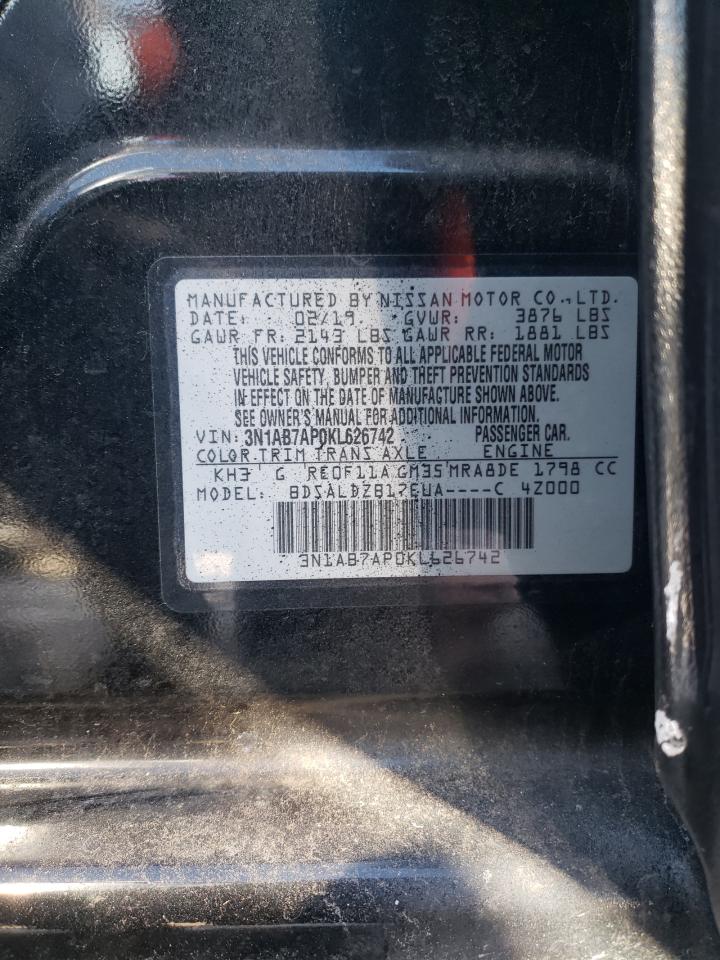 MANUFACTURED BY NISSAN MOTOR CO., LTD.
DATE: 02/19 GVWR: 3876 LBS
GAWR FR: 2143 LBS GAWR RR: 1881 LBS
THIS VEHICLE CONFORMS TO ALL APPLICABLE FEDERAL MOTOR
VEHICLE SAFETY, BUMPER AND THEFT PREVENTION STANDARDS
IN EFFECT ON THE DATE OF MANUFACTURE SHOWN ABOVE.
SEE OWNER'S MANUAL FOR ADDITIONAL INFORMATION.
VIN: 3N1AB7AP0KL626742 PASSENGER CAR.
COLOR TRIM TRANS AXLE ENGINE
KH3 G RE0F11A GM35 MRA8DE 1798 CC
MODEL: BDSALDZB17EUA----C 4Z000
3N1AB7AP0KL626742